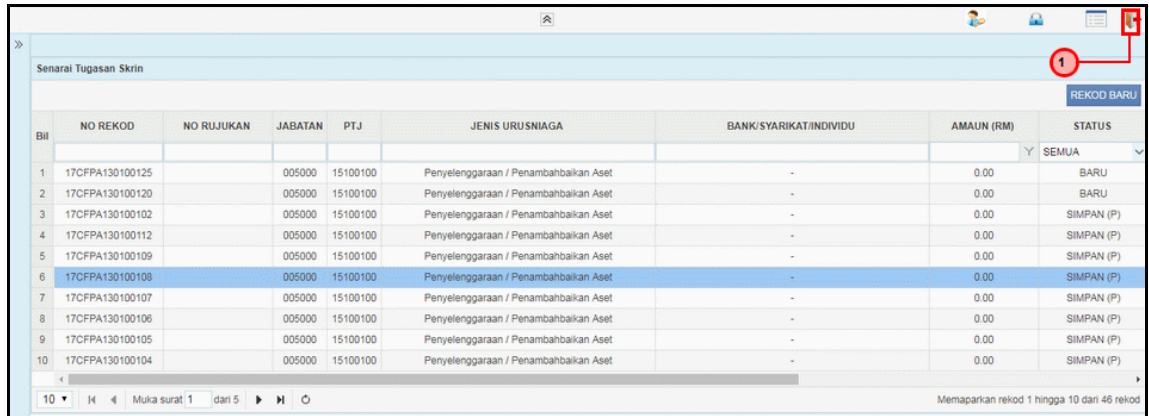 1
Senarai Tugasan Skrin
REKOD BARU
Bil NO REKOD NO RUJUKAN JABATAN PTJ JENIS URUSNIAGA BANK/SYARIKAT/INDIVIDU AMAUN (RM) STATUS
SEMUA
1 17CFPA130100125 005000 15100100 Penyelenggaraan / Penambahbaikan Aset - 0.00 BARU
2 17CFPA130100120 005000 15100100 Penyelenggaraan / Penambahbaikan Aset - 0.00 BARU
3 17CFPA130100102 005000 15100100 Penyelenggaraan / Penambahbaikan Aset - 0.00 SIMPAN (P)
4 17CFPA130100112 005000 15100100 Penyelenggaraan / Penambahbaikan Aset - 0.00 SIMPAN (P)
5 17CFPA130100109 005000 15100100 Penyelenggaraan / Penambahbaikan Aset - 0.00 SIMPAN (P)
6 17CFPA130100108 005000 15100100 Penyelenggaraan / Penambahbaikan Aset - 0.00 SIMPAN (P)
7 17CFPA130100107 005000 15100100 Penyelenggaraan / Penambahbaikan Aset - 0.00 SIMPAN (P)
8 17CFPA130100106 005000 15100100 Penyelenggaraan / Penambahbaikan Aset - 0.00 SIMPAN (P)
9 17CFPA130100105 005000 15100100 Penyelenggaraan / Penambahbaikan Aset - 0.00 SIMPAN (P)
10 17CFPA130100104 005000 15100100 Penyelenggaraan / Penambahbaikan Aset - 0.00 SIMPAN (P)
10 Muka surat 1 dari 5 Memaparkan rekod 1 hingga 10 dari 46 rekod